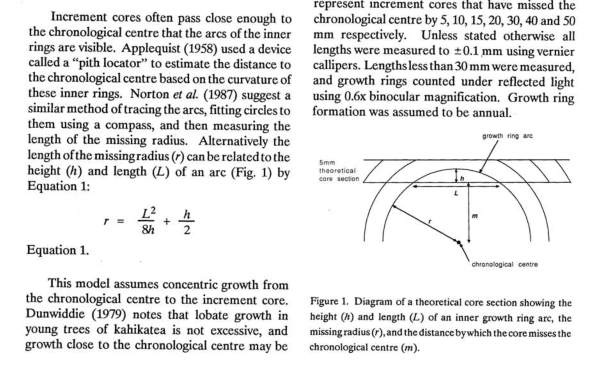 Increment cores often pass close enough to
the chronological centre that the arcs of the inner
rings are visible. Applequist (1958) used a device
called a “pith locator” to estimate the distance to
the chronological centre based on the curvature of
these inner rings. Norton et al. (1987) suggest a
similar method of tracing the arcs, fitting circles to
them using a compass, and then measuring the
length of the missing radius. Alternatively the
length of the missing radius (r) can be related to the
height (h) and length (L) of an arc (Fig. 1) by
Equation 1:
r = L²/8h + h/2
Equation 1.
This model assumes concentric growth from
the chronological centre to the increment core.
Dunwiddie (1979) notes that lobate growth in
young trees of kahikatea is not excessive, and
growth close to the chronological centre may be
represent increment cores that have missed the
chronological centre by 5, 10, 15, 20, 30, 40 and 50
mm respectively. Unless stated otherwise all
lengths were measured to ±0.1 mm using vernier
callipers. Lengths less than 30 mm were measured,
and growth rings counted under reflected light
using 0.6x binocular magnification. Growth ring
formation was assumed to be annual.
growth ring arc
5mm
theoretical
core section
h
L
r
m
chronological centre
Figure 1. Diagram of a theoretical core section showing the
height (h) and length (L) of an inner growth ring arc, the
missing radius (r), and the distance by which the core misses the
chronological centre (m).